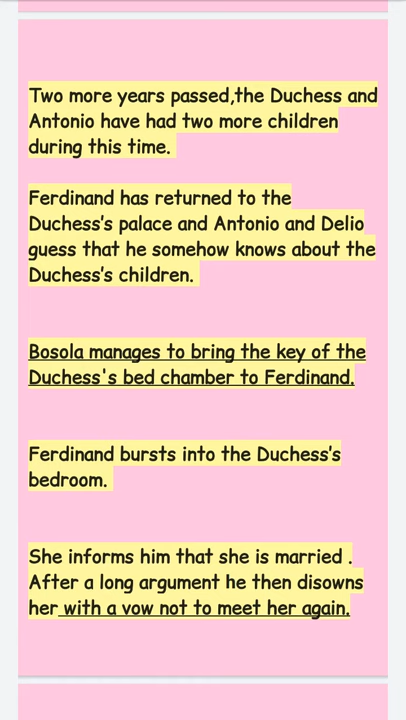 Two more years passed,the Duchess and
Antonio have had two more children
during this time.
Ferdinand has returned to the
Duchess's palace and Antonio and Delio
guess that he somehow knows about the
Duchess's children.
Bosola manages to bring the key of the
Duchess's bed chamber to Ferdinand.
Ferdinand bursts into the Duchess's
bedroom.
She informs him that she is married .
After a long argument he then disowns
her with a vow not to meet her again.